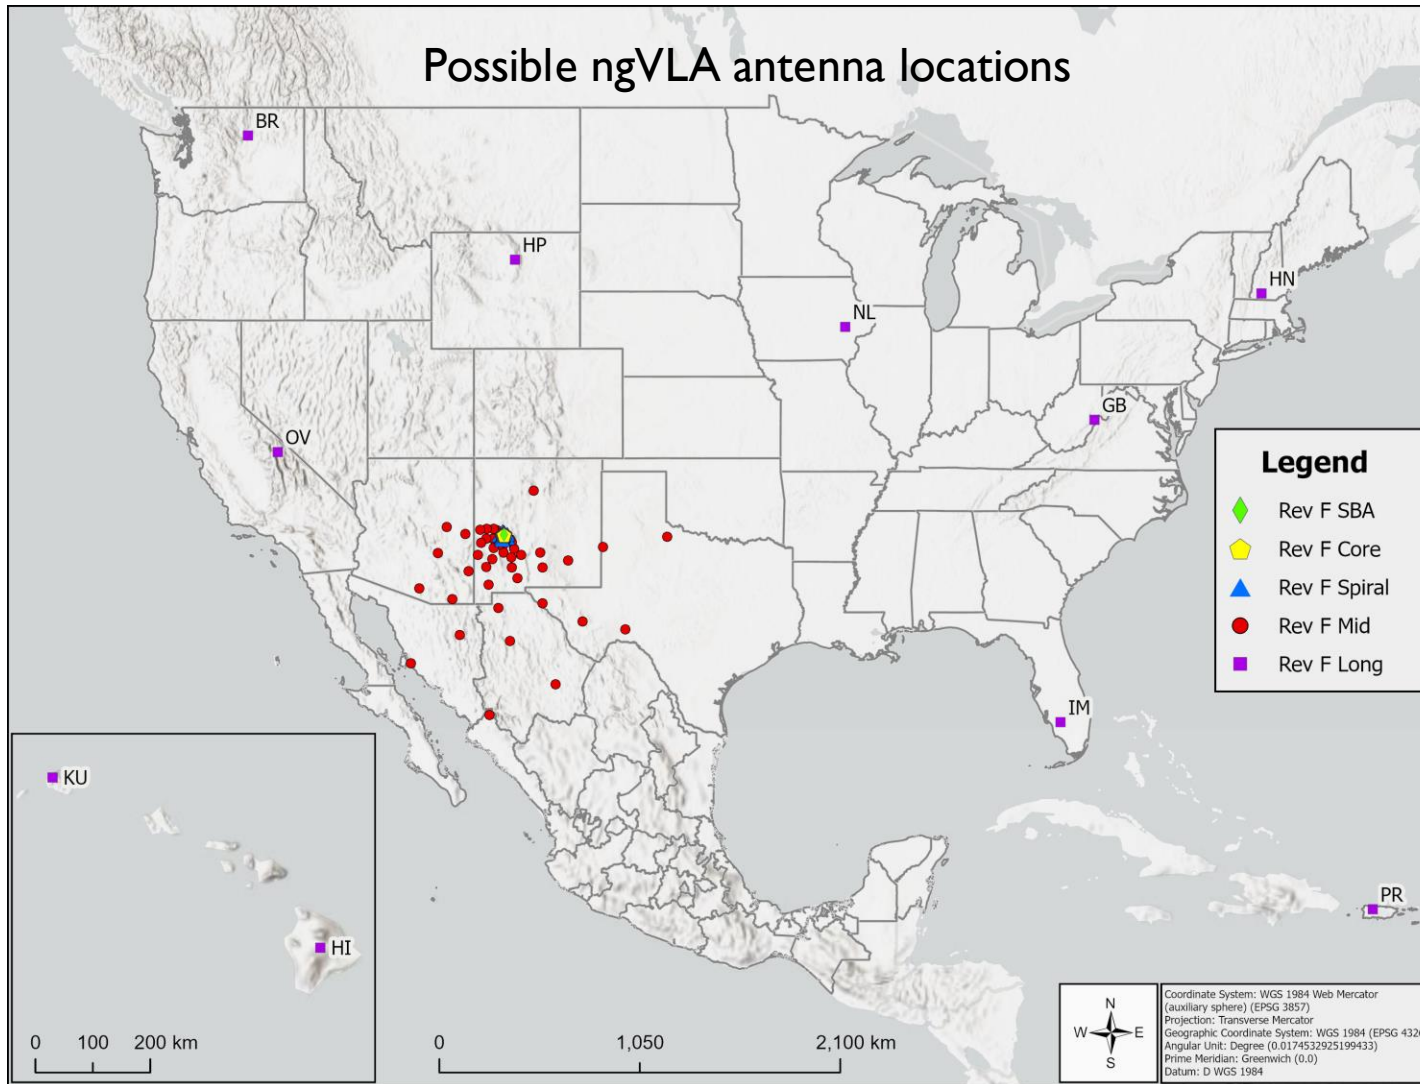 Possible ngVLA antenna locations
BR
HP
HN
NL
GB
OV
Legend
Rev F SBA
Rev F Core
Rev F Spiral
Rev F Mid
Rev F Long
IM
KU
HI
PR
0 100 200 km
0 1,050 2,100 km
N
W E
S
Coordinate System: WGS 1984 Web Mercator
(auxiliary sphere) (EPSG 3857)
Projection: Transverse Mercator
Geographic Coordinate System: WGS 1984 (EPSG 432
Angular Unit: Degree (0.0174532925199433)
Prime Meridian: Greenwich (0.0)
Datum: D WGS 1984